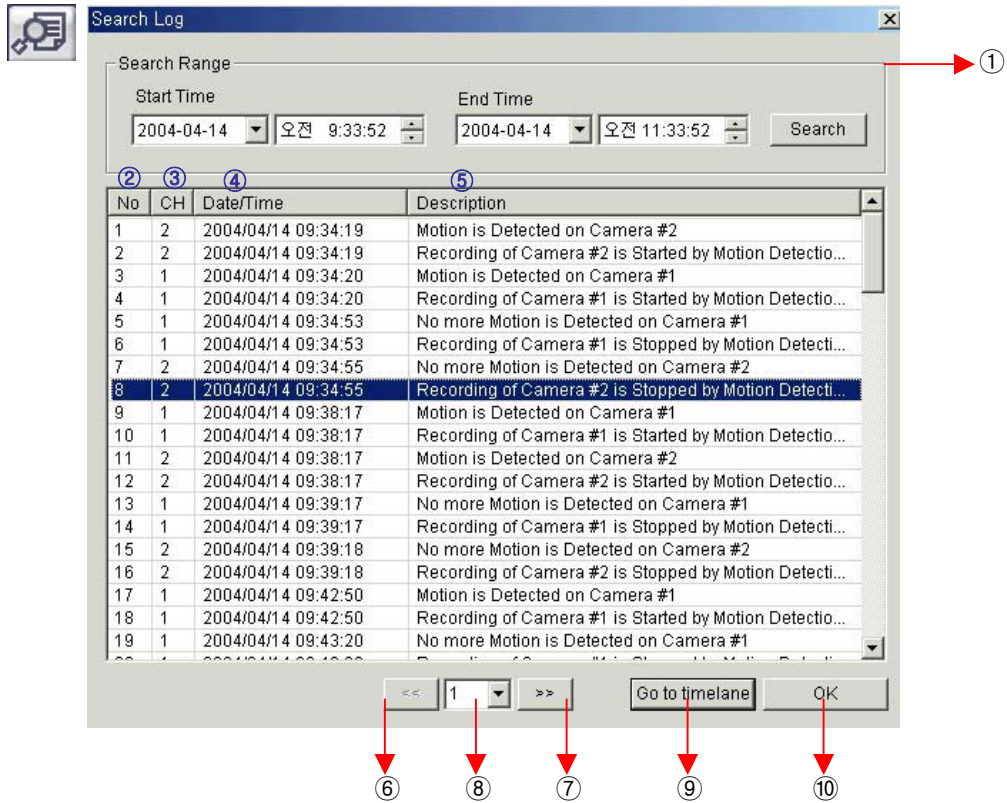 Search Log
Search Range
①
Start Time End Time
2004-04-14 오전 9:33:52 2004-04-14 오전 11:33:52 Search
② ③ ④ ⑤
No CH Date/Time Description
1 2 2004/04/14 09:34:19 Motion is Detected on Camera #2
2 2 2004/04/14 09:34:19 Recording of Camera #2 is Started by Motion Detectio...
3 1 2004/04/14 09:34:20 Motion is Detected on Camera #1
4 1 2004/04/14 09:34:20 Recording of Camera #1 is Started by Motion Detectio...
5 1 2004/04/14 09:34:53 No more Motion is Detected on Camera #1
6 1 2004/04/14 09:34:53 Recording of Camera #1 is Stopped by Motion Detecti...
7 2 2004/04/14 09:34:55 No more Motion is Detected on Camera #2
8 2 2004/04/14 09:34:55 Recording of Camera #2 is Stopped by Motion Detecti...
9 1 2004/04/14 09:38:17 Motion is Detected on Camera #1
10 1 2004/04/14 09:38:17 Recording of Camera #1 is Started by Motion Detectio...
11 2 2004/04/14 09:38:17 Motion is Detected on Camera #2
12 2 2004/04/14 09:38:17 Recording of Camera #2 is Started by Motion Detectio...
13 1 2004/04/14 09:39:17 No more Motion is Detected on Camera #1
14 1 2004/04/14 09:39:17 Recording of Camera #1 is Stopped by Motion Detecti...
15 2 2004/04/14 09:39:18 No more Motion is Detected on Camera #2
16 2 2004/04/14 09:39:18 Recording of Camera #2 is Stopped by Motion Detecti...
17 1 2004/04/14 09:42:50 Motion is Detected on Camera #1
18 1 2004/04/14 09:42:50 Recording of Camera #1 is Started by Motion Detectio...
19 1 2004/04/14 09:43:20 No more Motion is Detected on Camera #1
<< 1 >> Go to timelane OK
⑥ ⑧ ⑦ ⑨ ⑩